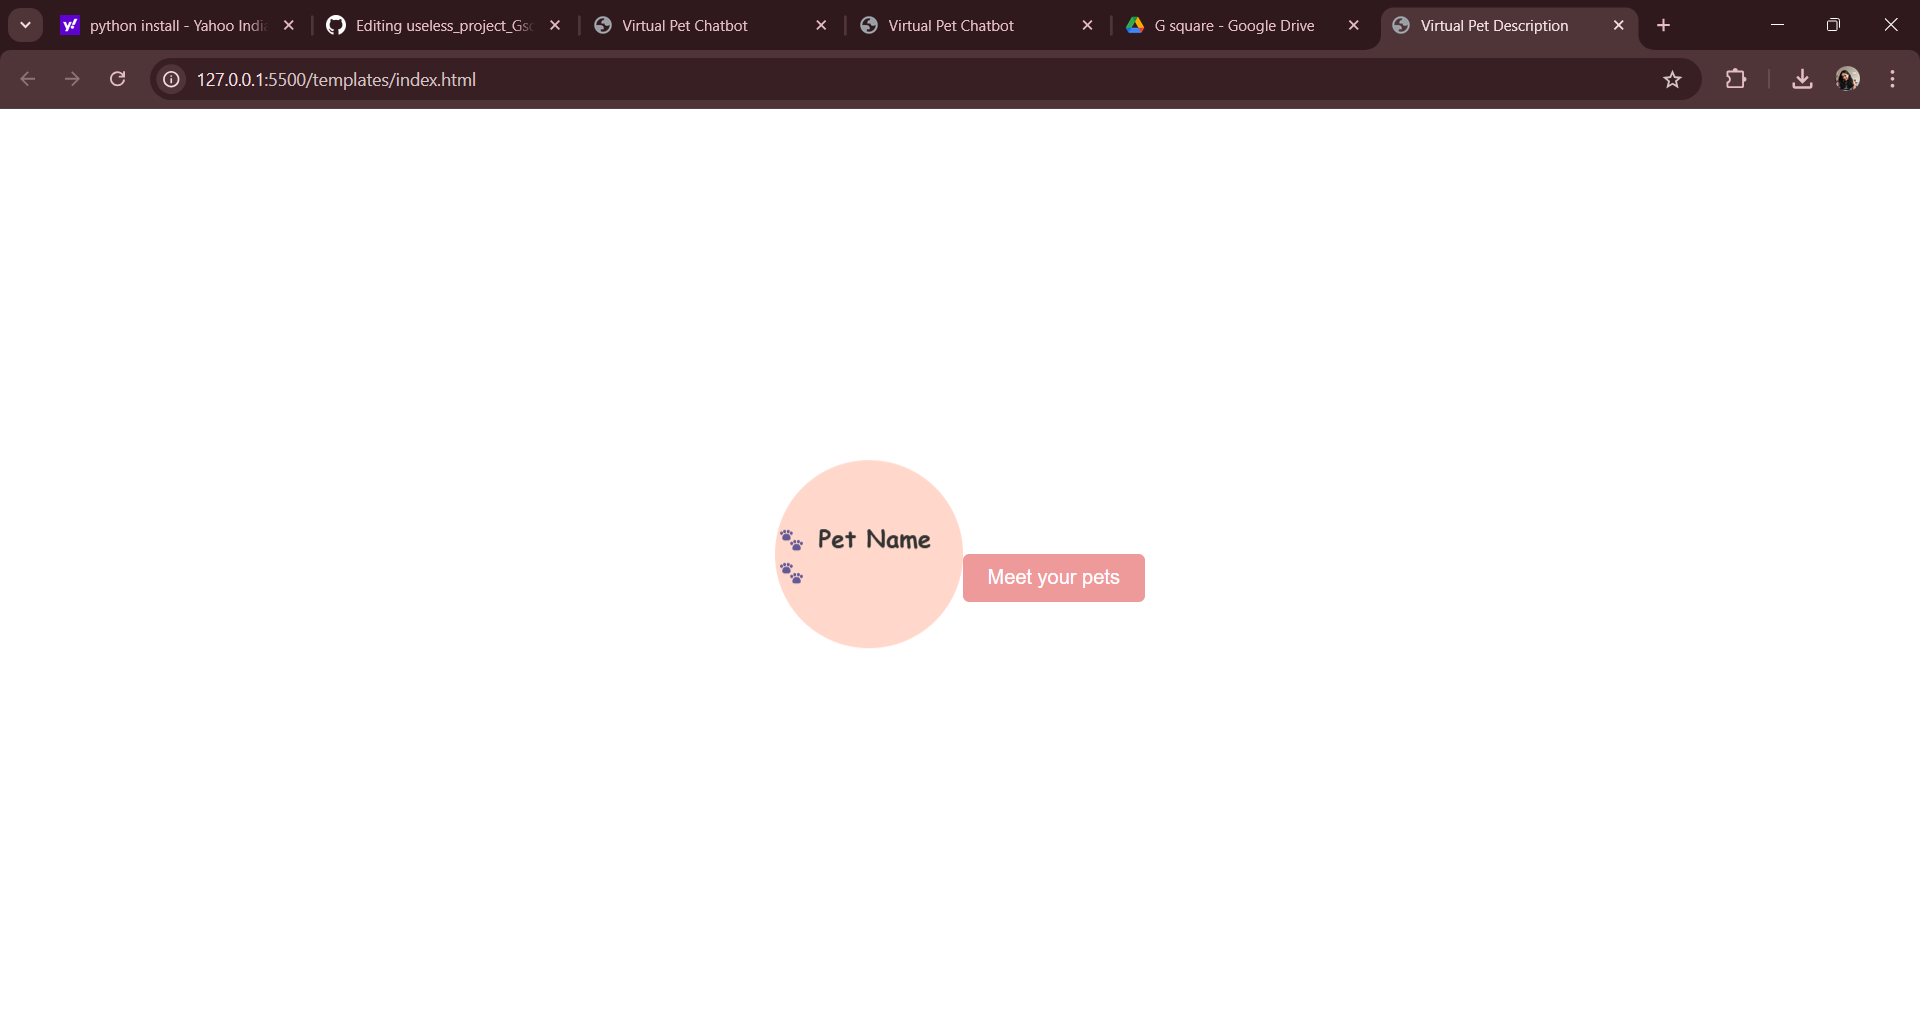 python install - Yahoo Indi
Editing useless_project_Gs
Virtual Pet Chatbot
Virtual Pet Chatbot
G square - Google Drive
Virtual Pet Description
127.0.0.1:5500/templates/index.html
🐾 Pet Name
🐾
Meet your pets